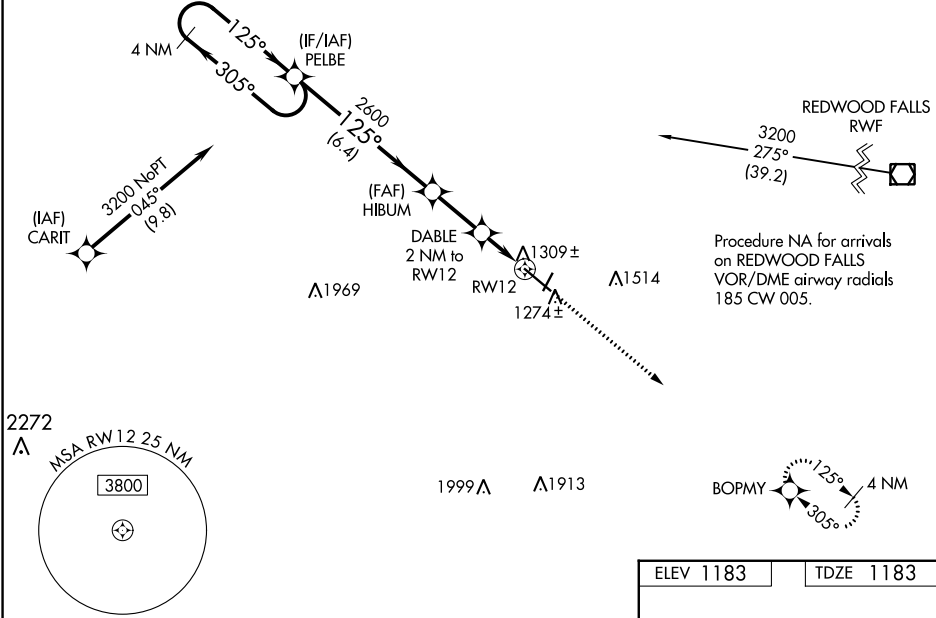 125°
4 NM
305°
(IF/IAF)
PELBE
2600
125°
(6.4)
REDWOOD FALLS
RWF
3200
275°
(39.2)
3200 NoPT
045°
(9.8)
(IAF)
CARIT
(FAF)
HIBUM
DABLE
2 NM to
RW12
RW12
1309±
1274±
1514
1969
Procedure NA for arrivals
on REDWOOD FALLS
VOR/DME airway radials
185 CW 005.
2272
MSA RW12 25 NM
3800
1999
1913
BOPMY
125°
4 NM
305°
ELEV 1183
TDZE 1183